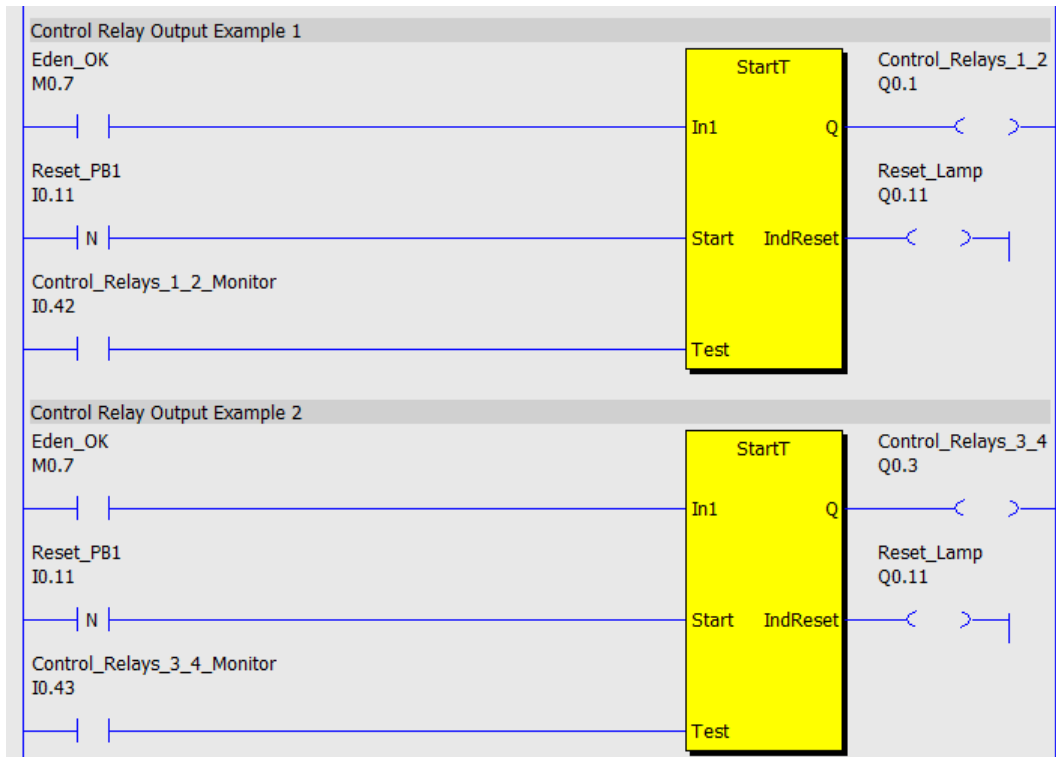 Control Relay Output Example 1
Eden_OK
M0.7
StartT
Control_Relays_1_2
Q0.1
In1
Q
Reset_PB1
I0.11
Reset_Lamp
Q0.11
N
Start
IndReset
Control_Relays_1_2_Monitor
I0.42
Test
Control Relay Output Example 2
Eden_OK
M0.7
StartT
Control_Relays_3_4
Q0.3
In1
Q
Reset_PB1
I0.11
Reset_Lamp
Q0.11
N
Start
IndReset
Control_Relays_3_4_Monitor
I0.43
Test